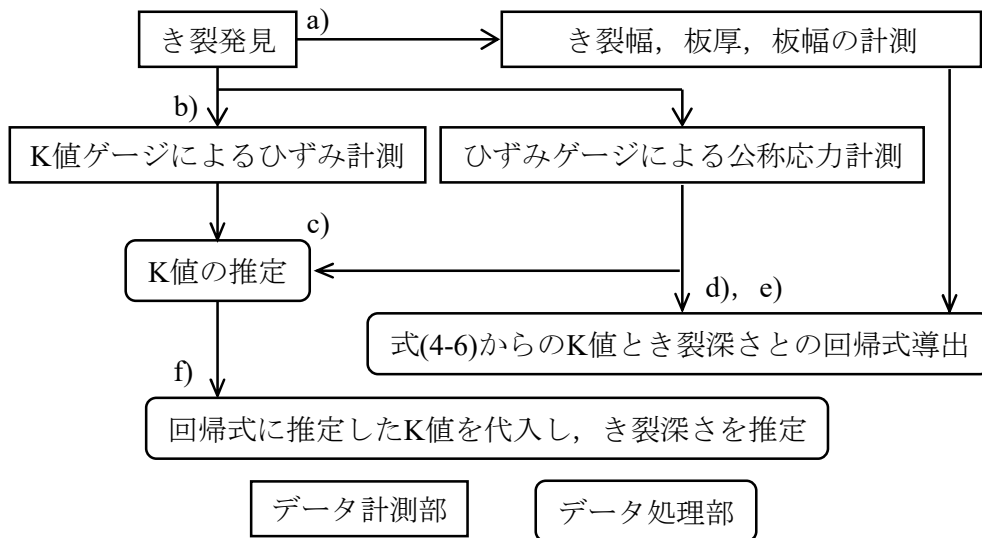 き裂発見
a)
き裂幅，板厚，板幅の計測
b)
K値ゲージによるひずみ計測
ひずみゲージによる公称応力計測
c)
K値の推定
d)，e)
式(4-6)からのK値とき裂深さとの回帰式導出
f)
回帰式に推定したK値を代入し，き裂深さを推定
データ計測部
データ処理部